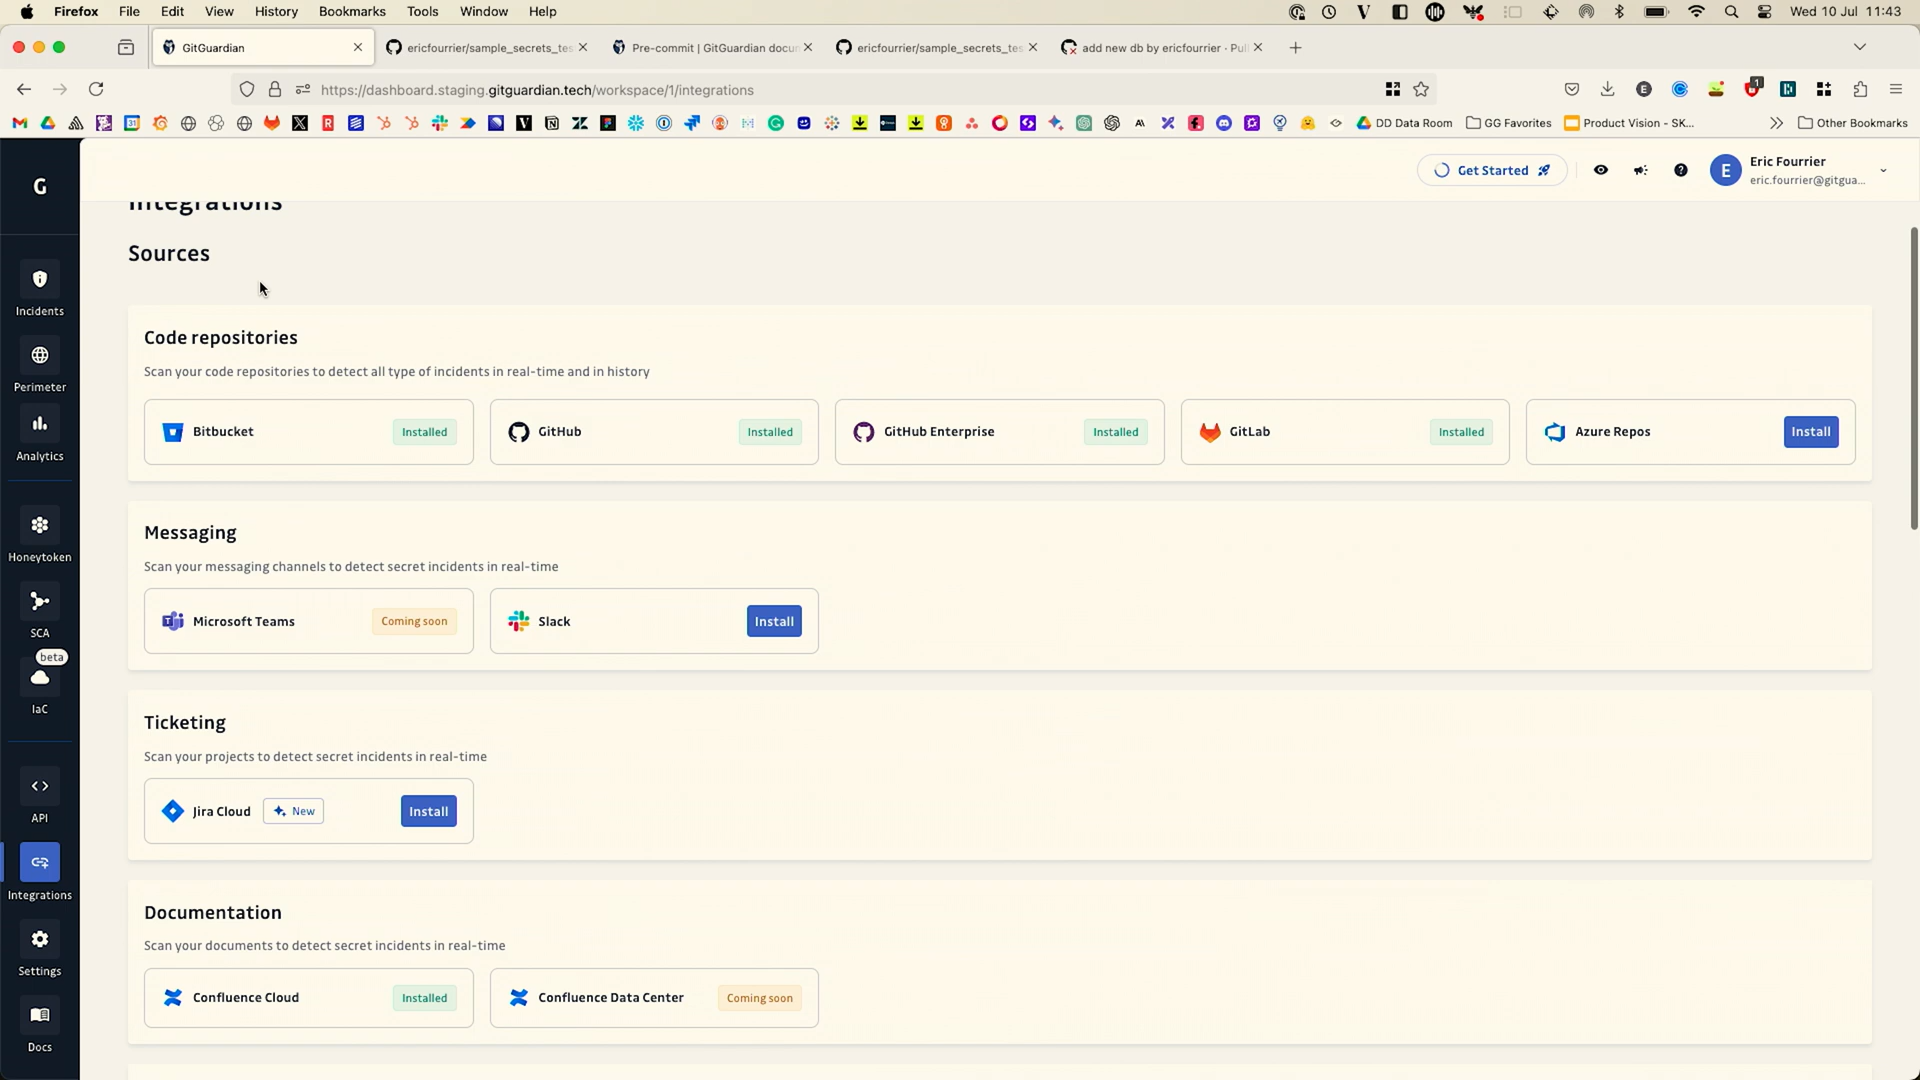 Firefox File Edit View History Bookmarks Tools Window Help
Wed 10 Jul 11:43
GitGuardian
ericfourrier/sample_secrets_tes
Pre-commit | GitGuardian docu
ericfourrier/sample_secrets_tes
add new db by ericfourrier · Pul
https://dashboard.staging.gitguardian.tech/workspace/1/integrations
DD Data Room
GG Favorites
Product Vision - SK...
Other Bookmarks
G
Get Started
E
Eric Fourrier
eric.fourrier@gitgua...
Integrations
Sources
Incidents
Perimeter
Analytics
Honeytoken
SCA
beta
IaC
API
Integrations
Settings
Docs
Code repositories
Scan your code repositories to detect all type of incidents in real-time and in history
Bitbucket Installed
GitHub Installed
GitHub Enterprise Installed
GitLab Installed
Azure Repos Install
Messaging
Scan your messaging channels to detect secret incidents in real-time
Microsoft Teams Coming soon
Slack Install
Ticketing
Scan your projects to detect secret incidents in real-time
Jira Cloud New Install
Documentation
Scan your documents to detect secret incidents in real-time
Confluence Cloud Installed
Confluence Data Center Coming soon